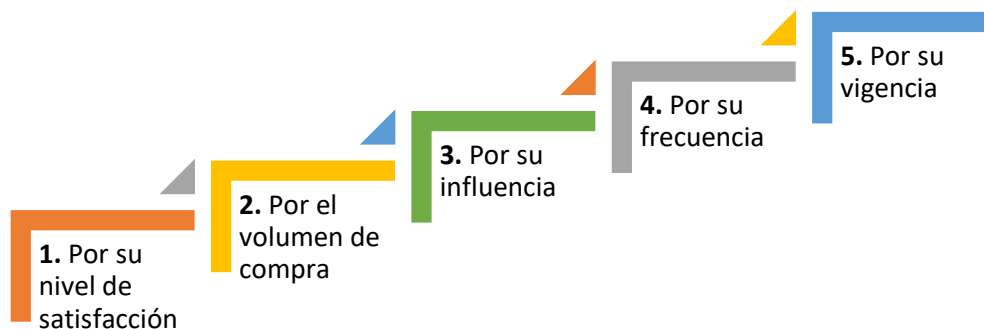 1. Por su
nivel de
satisfacción
2. Por el
volumen de
compra
3. Por su
influencia
4. Por su
frecuencia
5. Por su
vigencia